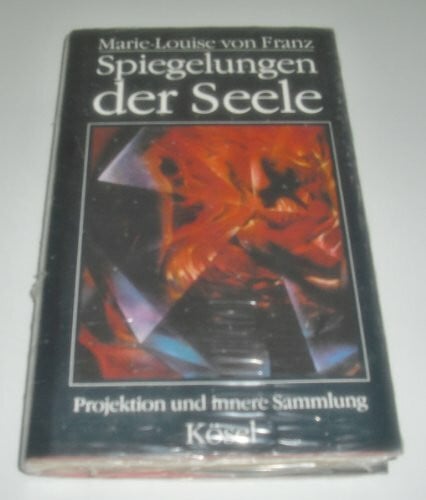 Marie-Louise von Franz
Spiegelungen
der Seele
Projektion und innere Sammlung
Kösel